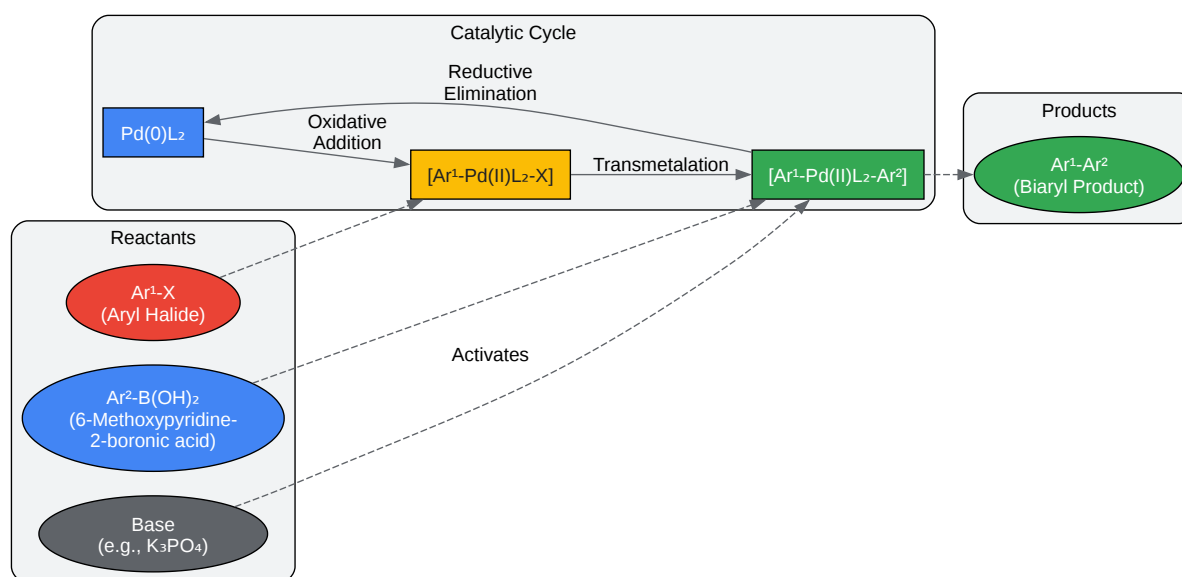 Catalytic Cycle
Reductive
Elimination
Pd(0)L₂
Oxidative
Addition
[Ar¹-Pd(II)L₂-X]
Transmetalation
[Ar¹-Pd(II)L₂-Ar²]
Products
Ar¹-Ar²
(Biaryl Product)
Reactants
Ar¹-X
(Aryl Halide)
Ar²-B(OH)₂
(6-Methoxypyridine-
2-boronic acid)
Activates
Base
(e.g., K₃PO₄)